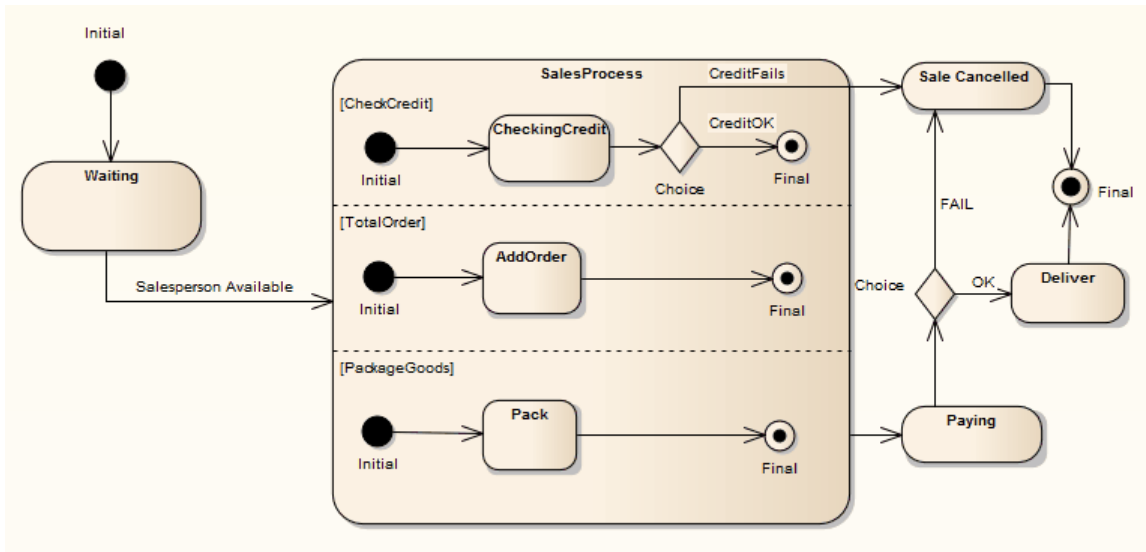 Initial
SalesProcess
CreditFails
Sale Cancelled
[CheckCredit]
CheckingCredit
CreditOK
Waiting
Initial
Choice
Final
Final
FAIL
[TotalOrder]
AddOrder
Salesperson Available
Initial
Final
Choice
OK
Deliver
[PackageGoods]
Pack
Paying
Initial
Final